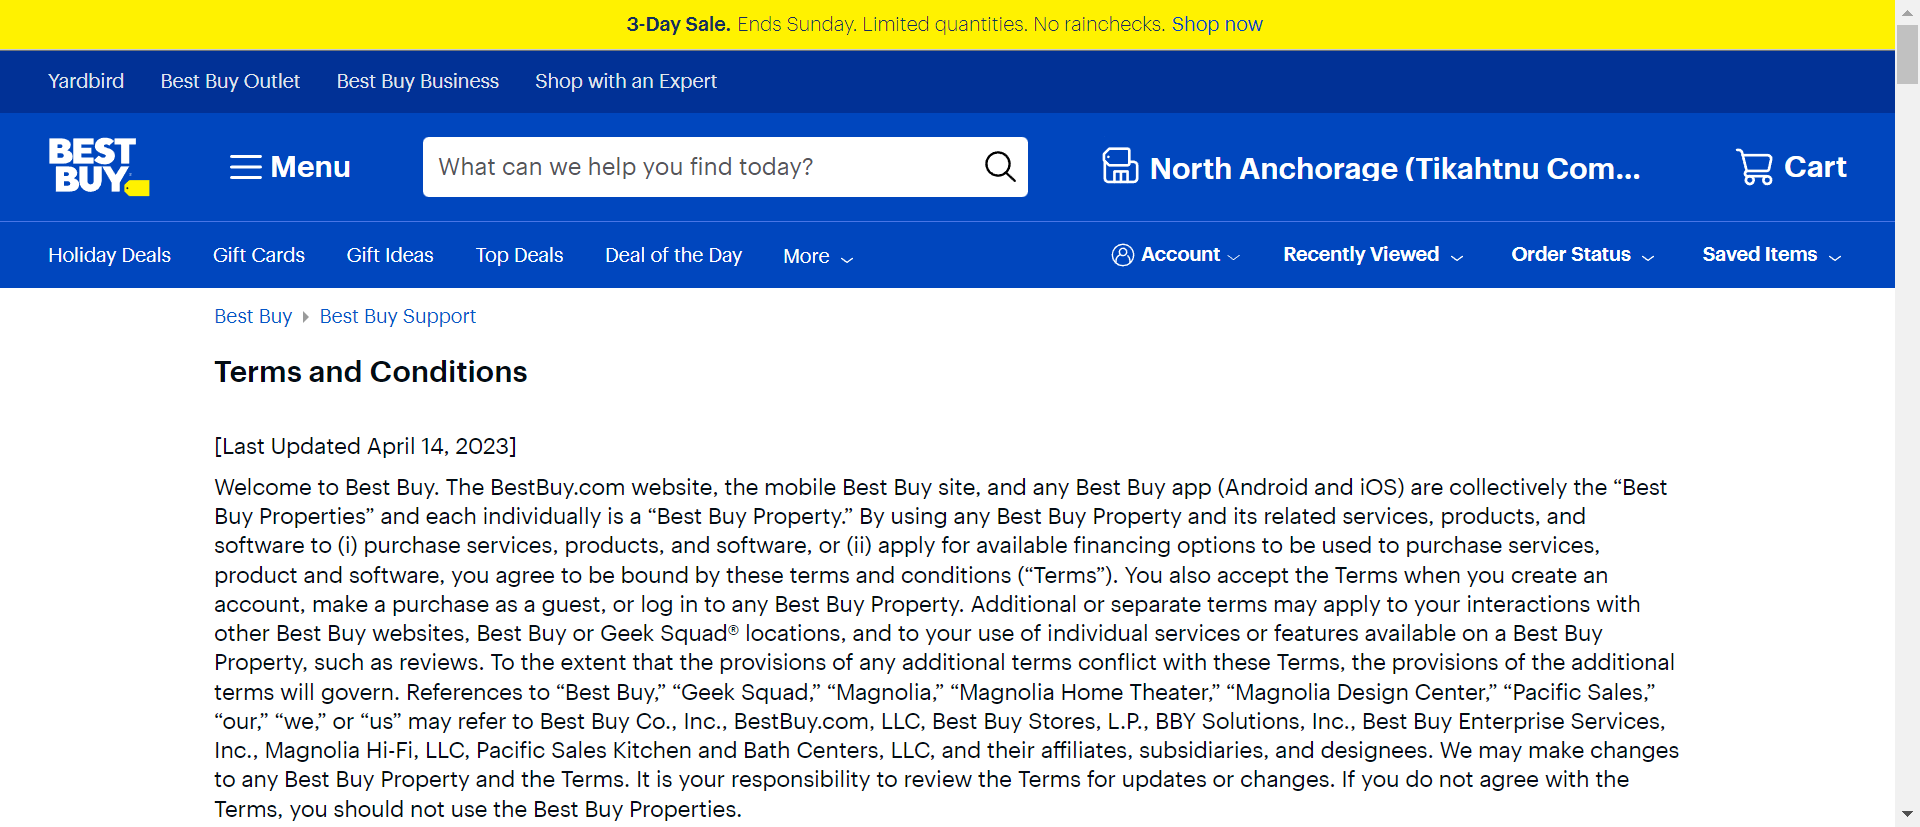 3-Day Sale. Ends Sunday. Limited quantities. No rainchecks. Shop now
Yardbird Best Buy Outlet Best Buy Business Shop with an Expert
BEST BUY
Menu
What can we help you find today?
North Anchorage (Tikahtnu Com...
Cart
Holiday Deals Gift Cards Gift Ideas Top Deals Deal of the Day More Account Recently Viewed Order Status Saved Items
Best Buy Best Buy Support
Terms and Conditions
[Last Updated April 14, 2023]
Welcome to Best Buy. The BestBuy.com website, the mobile Best Buy site, and any Best Buy app (Android and iOS) are collectively the “Best
Buy Properties” and each individually is a “Best Buy Property.” By using any Best Buy Property and its related services, products, and
software to (i) purchase services, products, and software, or (ii) apply for available financing options to be used to purchase services,
product and software, you agree to be bound by these terms and conditions (“Terms”). You also accept the Terms when you create an
account, make a purchase as a guest, or log in to any Best Buy Property. Additional or separate terms may apply to your interactions with
other Best Buy websites, Best Buy or Geek Squad® locations, and to your use of individual services or features available on a Best Buy
Property, such as reviews. To the extent that the provisions of any additional terms conflict with these Terms, the provisions of the additional
terms will govern. References to “Best Buy,” “Geek Squad,” “Magnolia,” “Magnolia Home Theater,” “Magnolia Design Center,” “Pacific Sales,”
“our,” “we,” or “us” may refer to Best Buy Co., Inc., BestBuy.com, LLC, Best Buy Stores, L.P., BBY Solutions, Inc., Best Buy Enterprise Services,
Inc., Magnolia Hi-Fi, LLC, Pacific Sales Kitchen and Bath Centers, LLC, and their affiliates, subsidiaries, and designees. We may make changes
to any Best Buy Property and the Terms. It is your responsibility to review the Terms for updates or changes. If you do not agree with the
Terms, you should not use the Best Buy Properties.